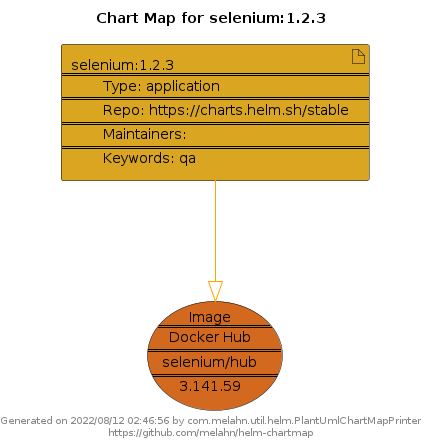 Chart Map for selenium:1.2.3
selenium:1.2.3
Type: application
Repo: https://charts.helm.sh/stable
Maintainers:
Keywords: qa
Image
Docker Hub
selenium/hub
3.141.59
Generated on 2022/08/12 02:46:56 by com.melahn.util.helm.PlantUmlChartMapPrinter
https://github.com/melahn/helm-chartmap